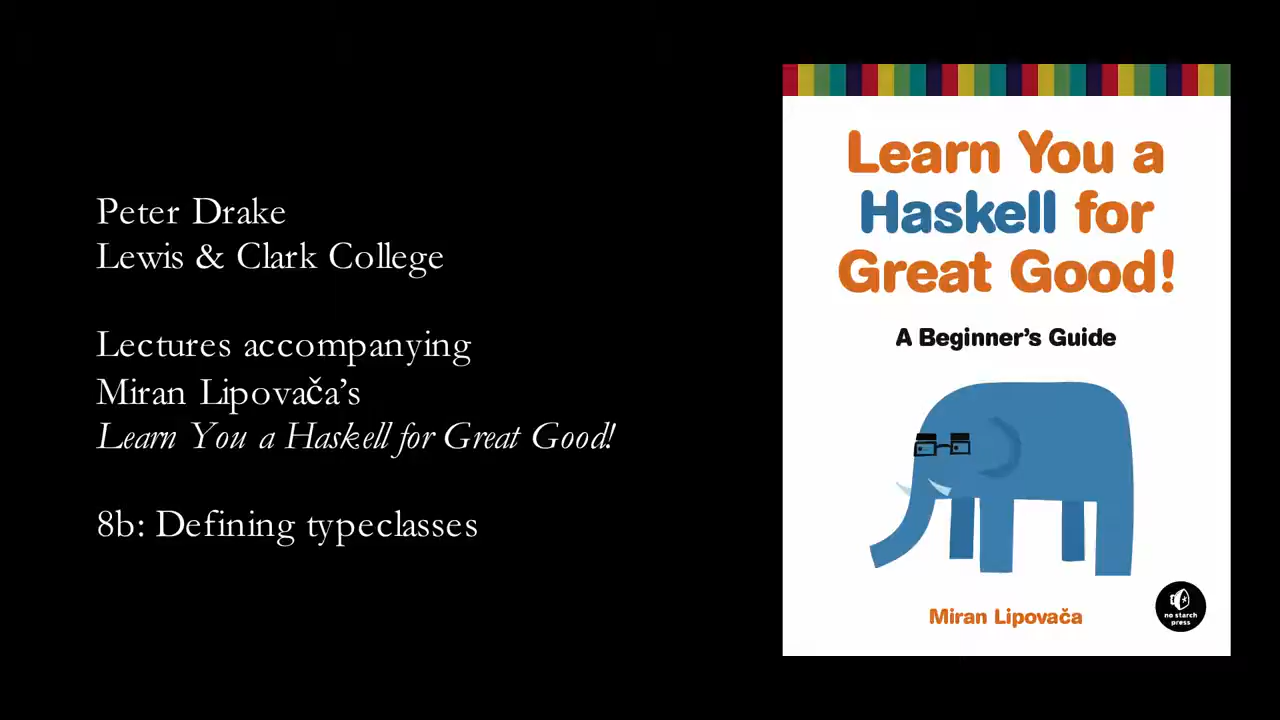 Peter Drake
Lewis & Clark College
Lectures accompanying
Miran Lipovača’s
Learn You a Haskell for Great Good!
8b: Defining typeclasses
Learn You a
Haskell for
Great Good!
A Beginner’s Guide
Miran Lipovača
no starch
press